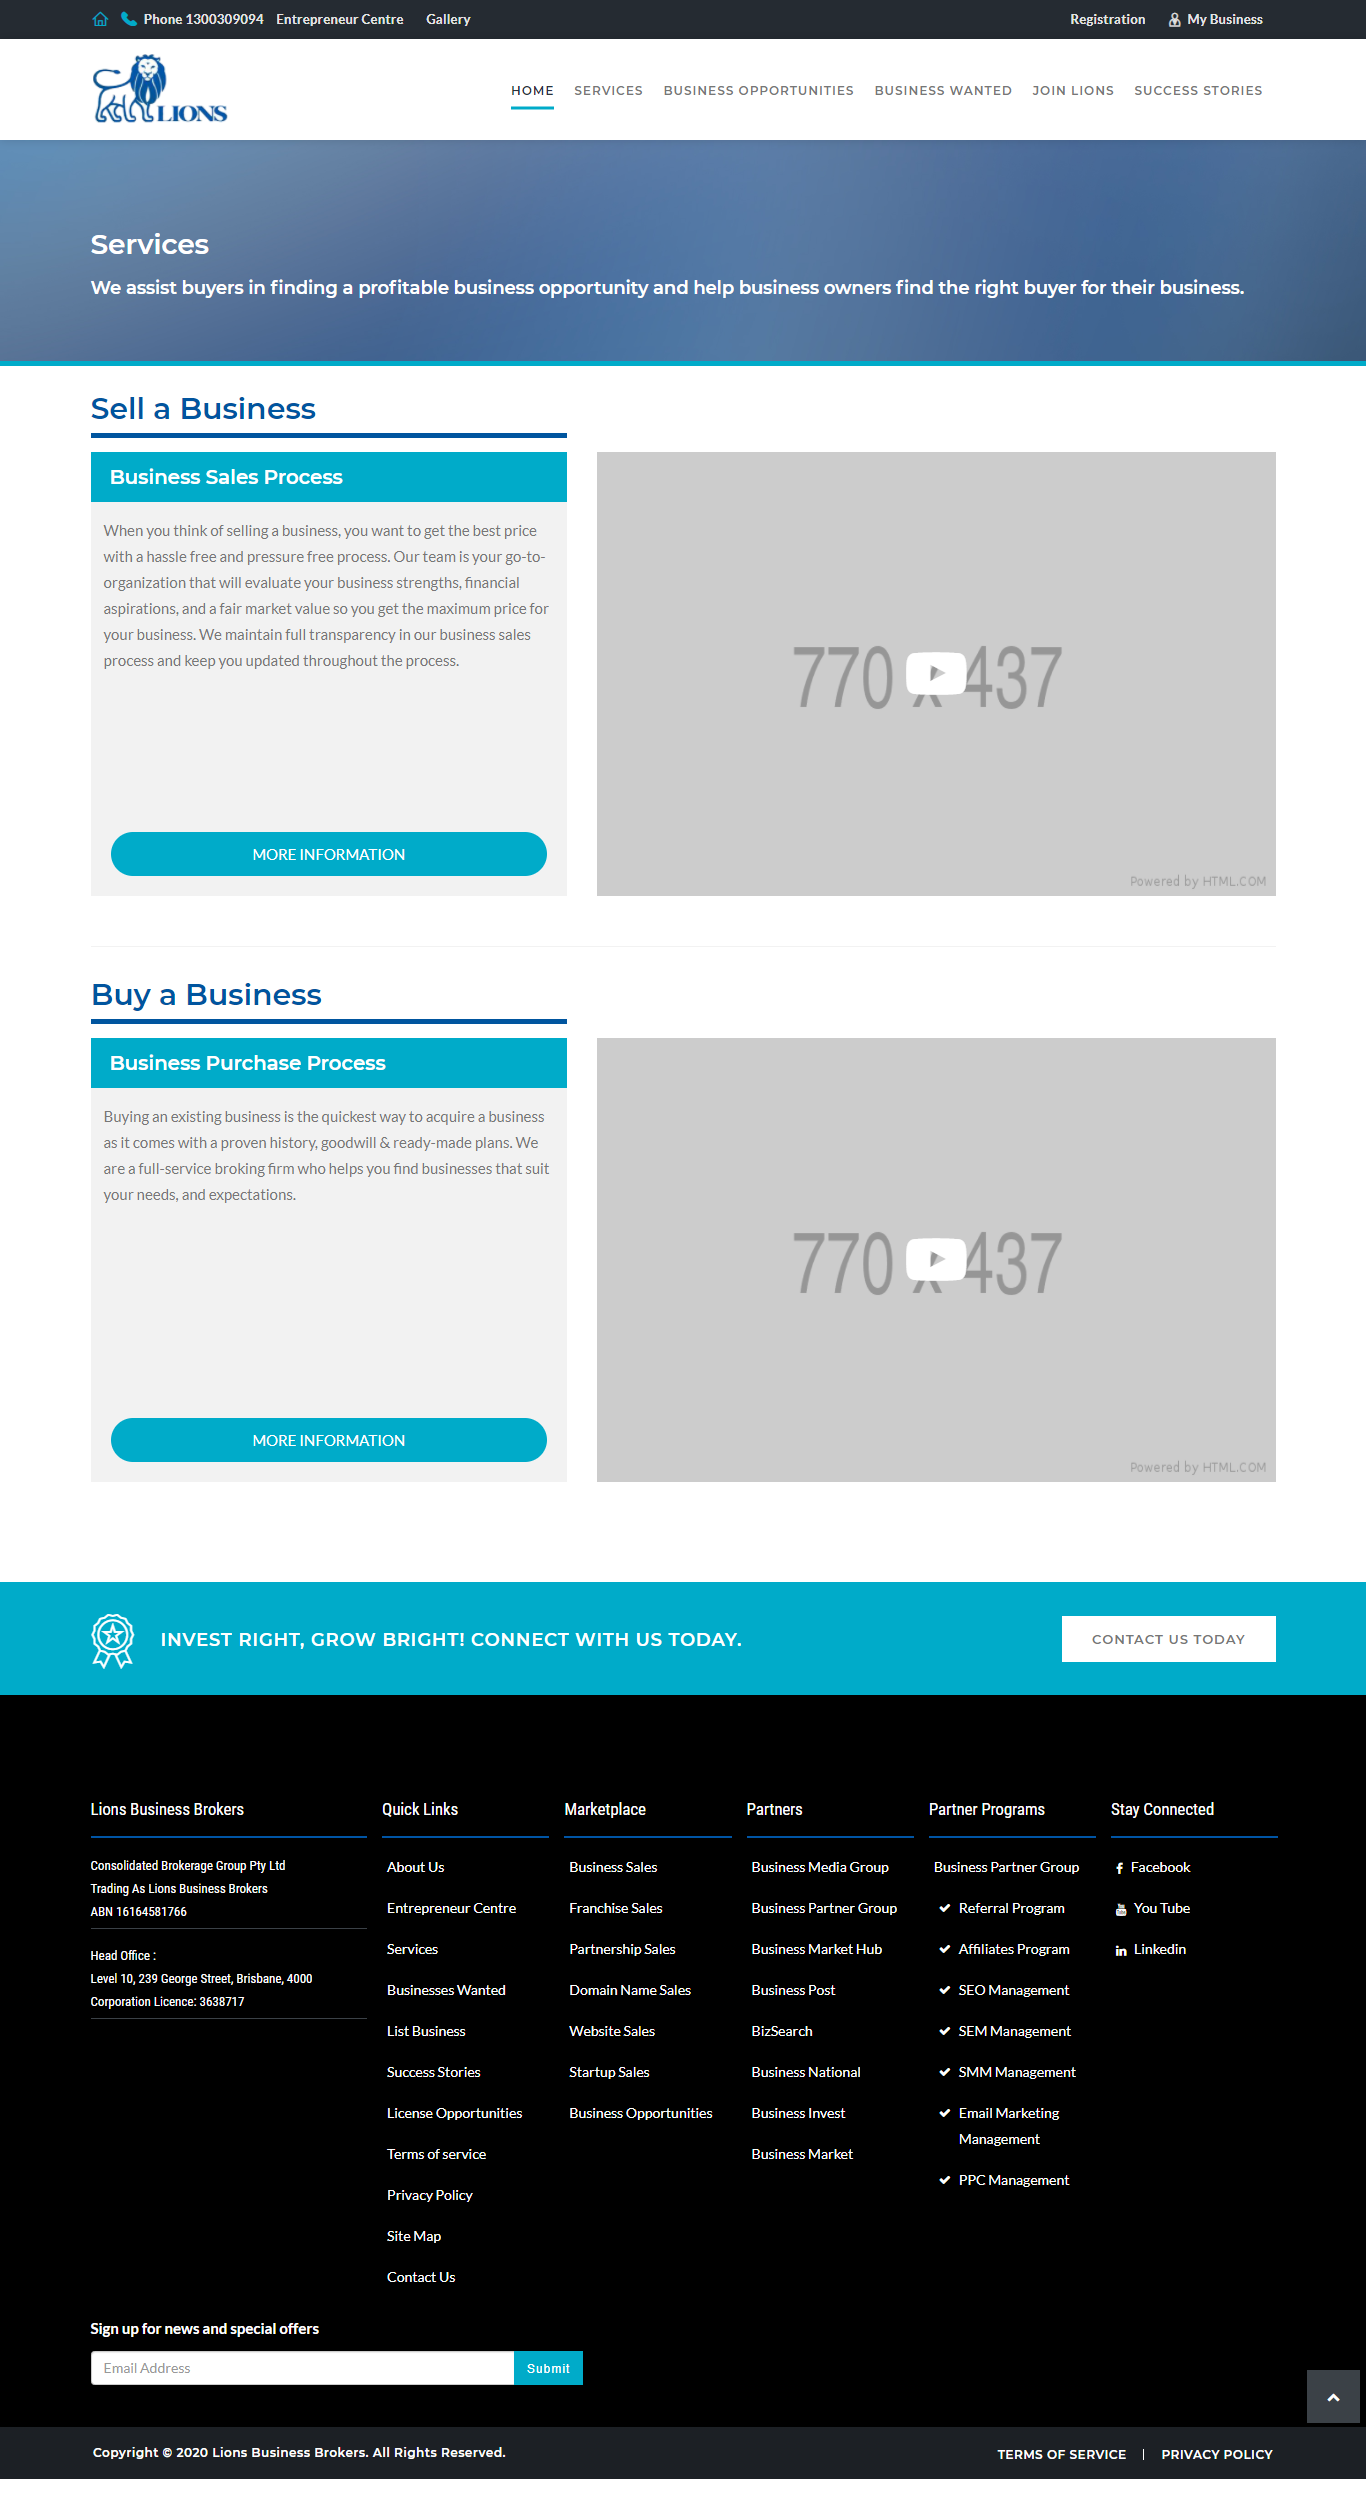 Phone 1300309094 Entrepreneur Centre Gallery Registration My Business
LIONS
HOME SERVICES BUSINESS OPPORTUNITIES BUSINESS WANTED JOIN LIONS SUCCESS STORIES
Services
We assist buyers in finding a profitable business opportunity and help business owners find the right buyer for their business.
Sell a Business
Business Sales Process
When you think of selling a business, you want to get the best price
with a hassle free and pressure free process. Our team is your go-to-
organization that will evaluate your business strengths, financial
aspirations, and a fair market value so you get the maximum price for
your business. We maintain full transparency in our business sales
process and keep you updated throughout the process.
MORE INFORMATION
770 x 437
Powered by HTML.COM
Buy a Business
Business Purchase Process
Buying an existing business is the quickest way to acquire a business
as it comes with a proven history, goodwill & ready-made plans. We
are a full-service broking firm who helps you find businesses that suit
your needs, and expectations.
MORE INFORMATION
770 x 437
Powered by HTML.COM
INVEST RIGHT, GROW BRIGHT! CONNECT WITH US TODAY.
CONTACT US TODAY
Lions Business Brokers
Consolidated Brokerage Group Pty Ltd
Trading As Lions Business Brokers
ABN 16164581766
Head Office :
Level 10, 239 George Street, Brisbane, 4000
Corporation Licence: 3638717
Quick Links
About Us
Entrepreneur Centre
Services
Businesses Wanted
List Business
Success Stories
License Opportunities
Terms of service
Privacy Policy
Site Map
Contact Us
Marketplace
Business Sales
Franchise Sales
Partnership Sales
Domain Name Sales
Website Sales
Startup Sales
Business Opportunities
Partners
Business Media Group
Business Partner Group
Business Market Hub
Business Post
BizSearch
Business National
Business Invest
Business Market
Partner Programs
Business Partner Group
Referral Program
Affiliates Program
SEO Management
SEM Management
SMM Management
Email Marketing
Management
PPC Management
Stay Connected
Facebook
You Tube
Linkedin
Sign up for news and special offers
Email Address
Submit
Copyright © 2020 Lions Business Brokers. All Rights Reserved.
TERMS OF SERVICE | PRIVACY POLICY